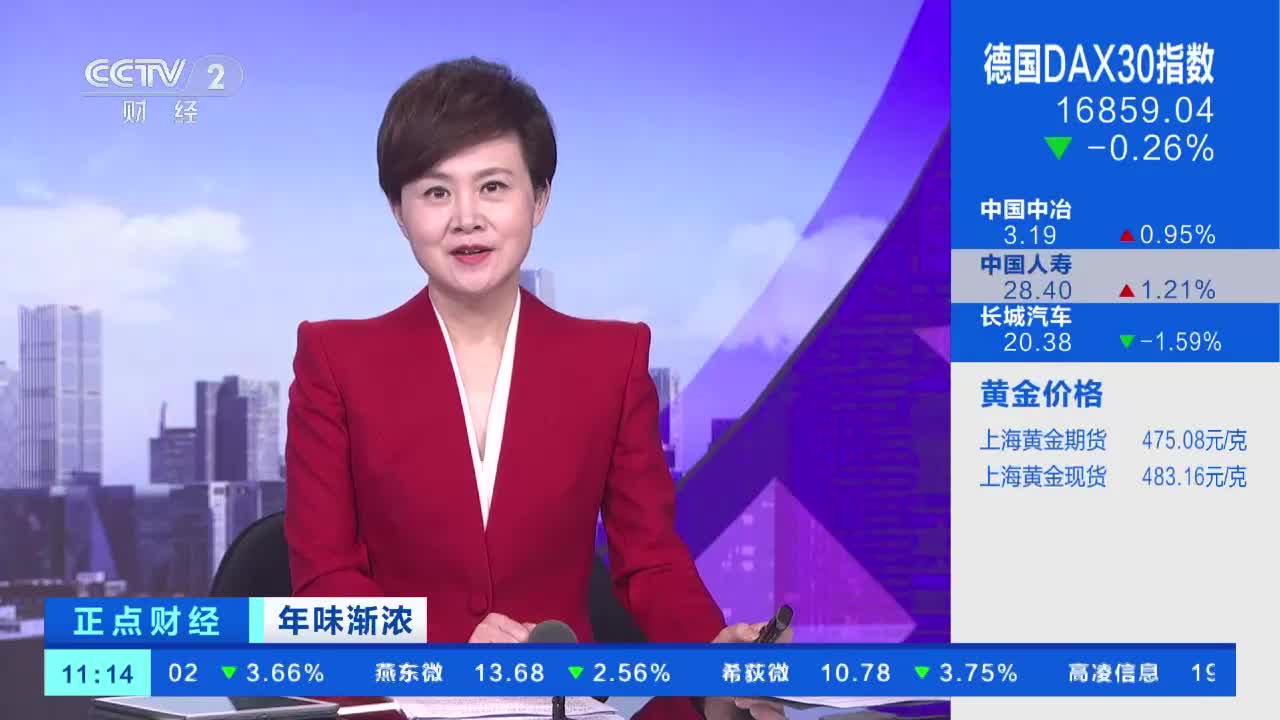 CCTV 2
财 经
德国DAX30指数
16859.04
▼ -0.26%
中国中冶
3.19 ▲ 0.95%
中国人寿
28.40 ▲ 1.21%
长城汽车
20.38 ▼ -1.59%
黄金价格
上海黄金期货 475.08元/克
上海黄金现货 483.16元/克
正点财经 年味渐浓
11:14 02 ▼ 3.66% 燕东微 13.68 ▼ 2.56% 希荻微 10.78 ▼ 3.75% 高凌信息